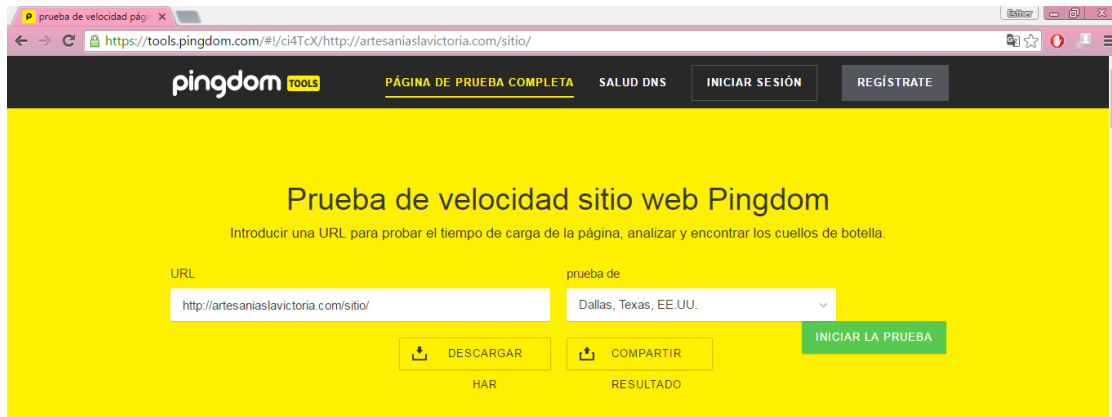 prueba de velocidad pági
Esther
https://tools.pingdom.com/#!/ci4TcX/http://artesaniaslavictoria.com/sitio/
pingdom TOOLS PÁGINA DE PRUEBA COMPLETA SALUD DNS INICIAR SESIÓN REGÍSTRATE
Prueba de velocidad sitio web Pingdom
Introducir una URL para probar el tiempo de carga de la página, analizar y encontrar los cuellos de botella.
URL prueba de
http://artesaniaslavictoria.com/sitio/ Dallas, Texas, EE.UU.
INICIAR LA PRUEBA
DESCARGAR COMPARTIR
HAR RESULTADO